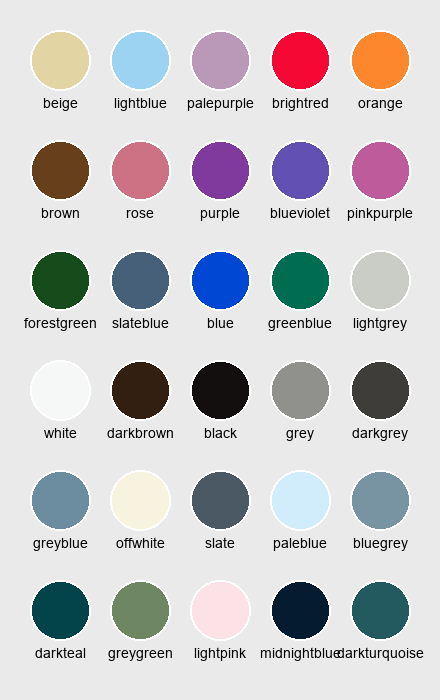 beige lightblue palepurple brightred orange
brown rose purple blueviolet pinkpurple
forestgreen slateblue blue greenblue lightgrey
white darkbrown black grey darkgrey
greyblue offwhite slate paleblue bluegrey
darkteal greygreen lightpink midnightblue darkturquoise